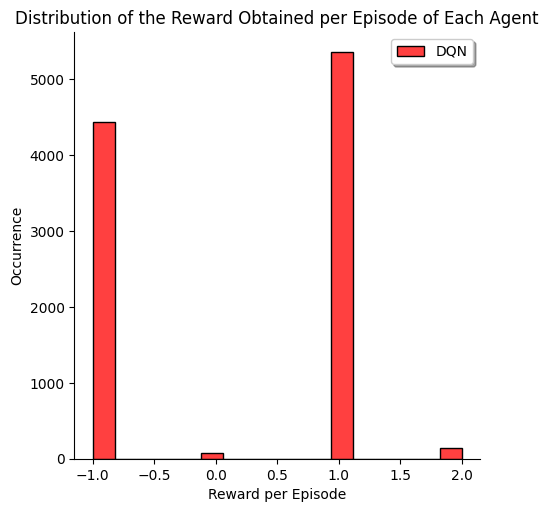 Distribution of the Reward Obtained per Episode of Each Agent
DQN
5000
4000
3000
2000
1000
0
Occurrence
−1.0 −0.5 0.0 0.5 1.0 1.5 2.0
Reward per Episode